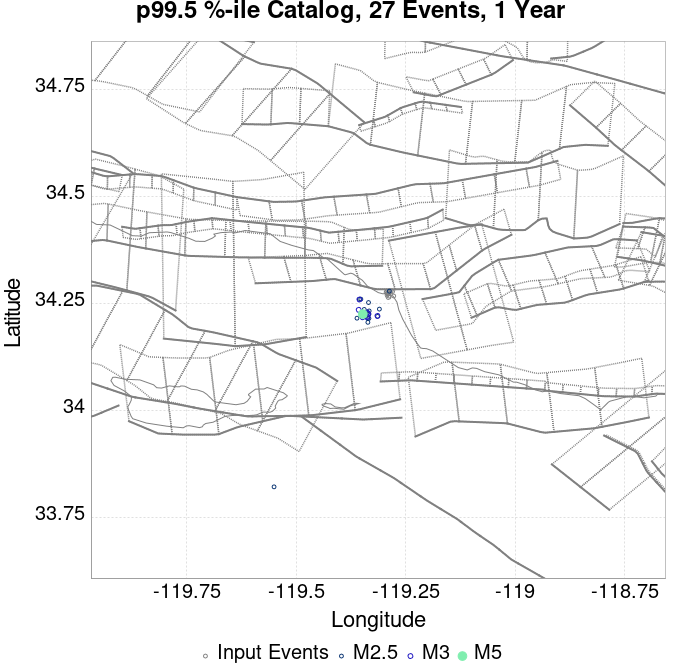 p99.5 %-ile Catalog, 27 Events, 1 Year
34.75
34.5
34.25
34
33.75
Latitude
-119.75 -119.5 -119.25 -119 -118.75
Longitude
Input Events M2.5 M3 M5